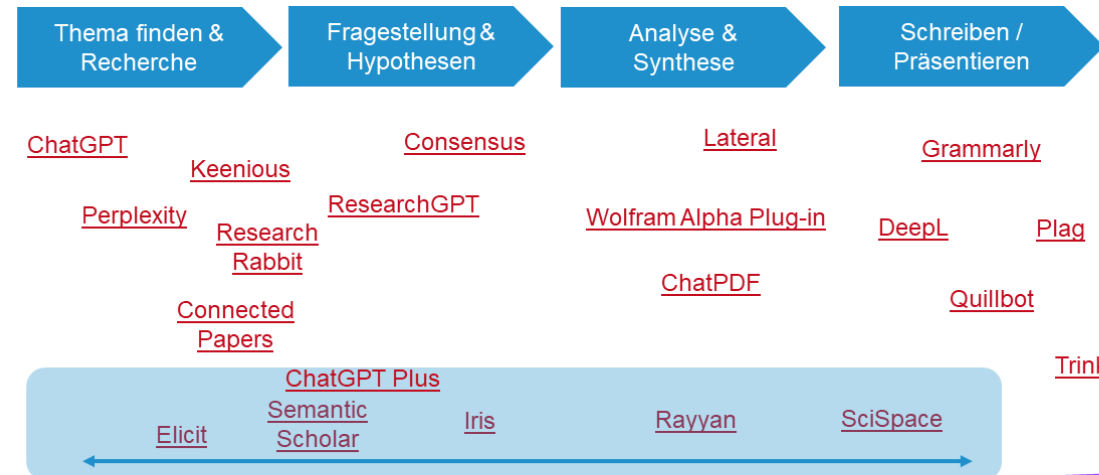 Thema finden &
Recherche
Fragestellung &
Hypothesen
Analyse &
Synthese
Schreiben /
Präsentieren
ChatGPT
Keenious
Perplexity
Research
Rabbit
Connected
Papers
Consensus
ResearchGPT
Lateral
Wolfram Alpha Plug-in
ChatPDF
Grammarly
DeepL
Plag
Quillbot
ChatGPT Plus
Elicit
Semantic
Scholar
Iris
Rayyan
SciSpace